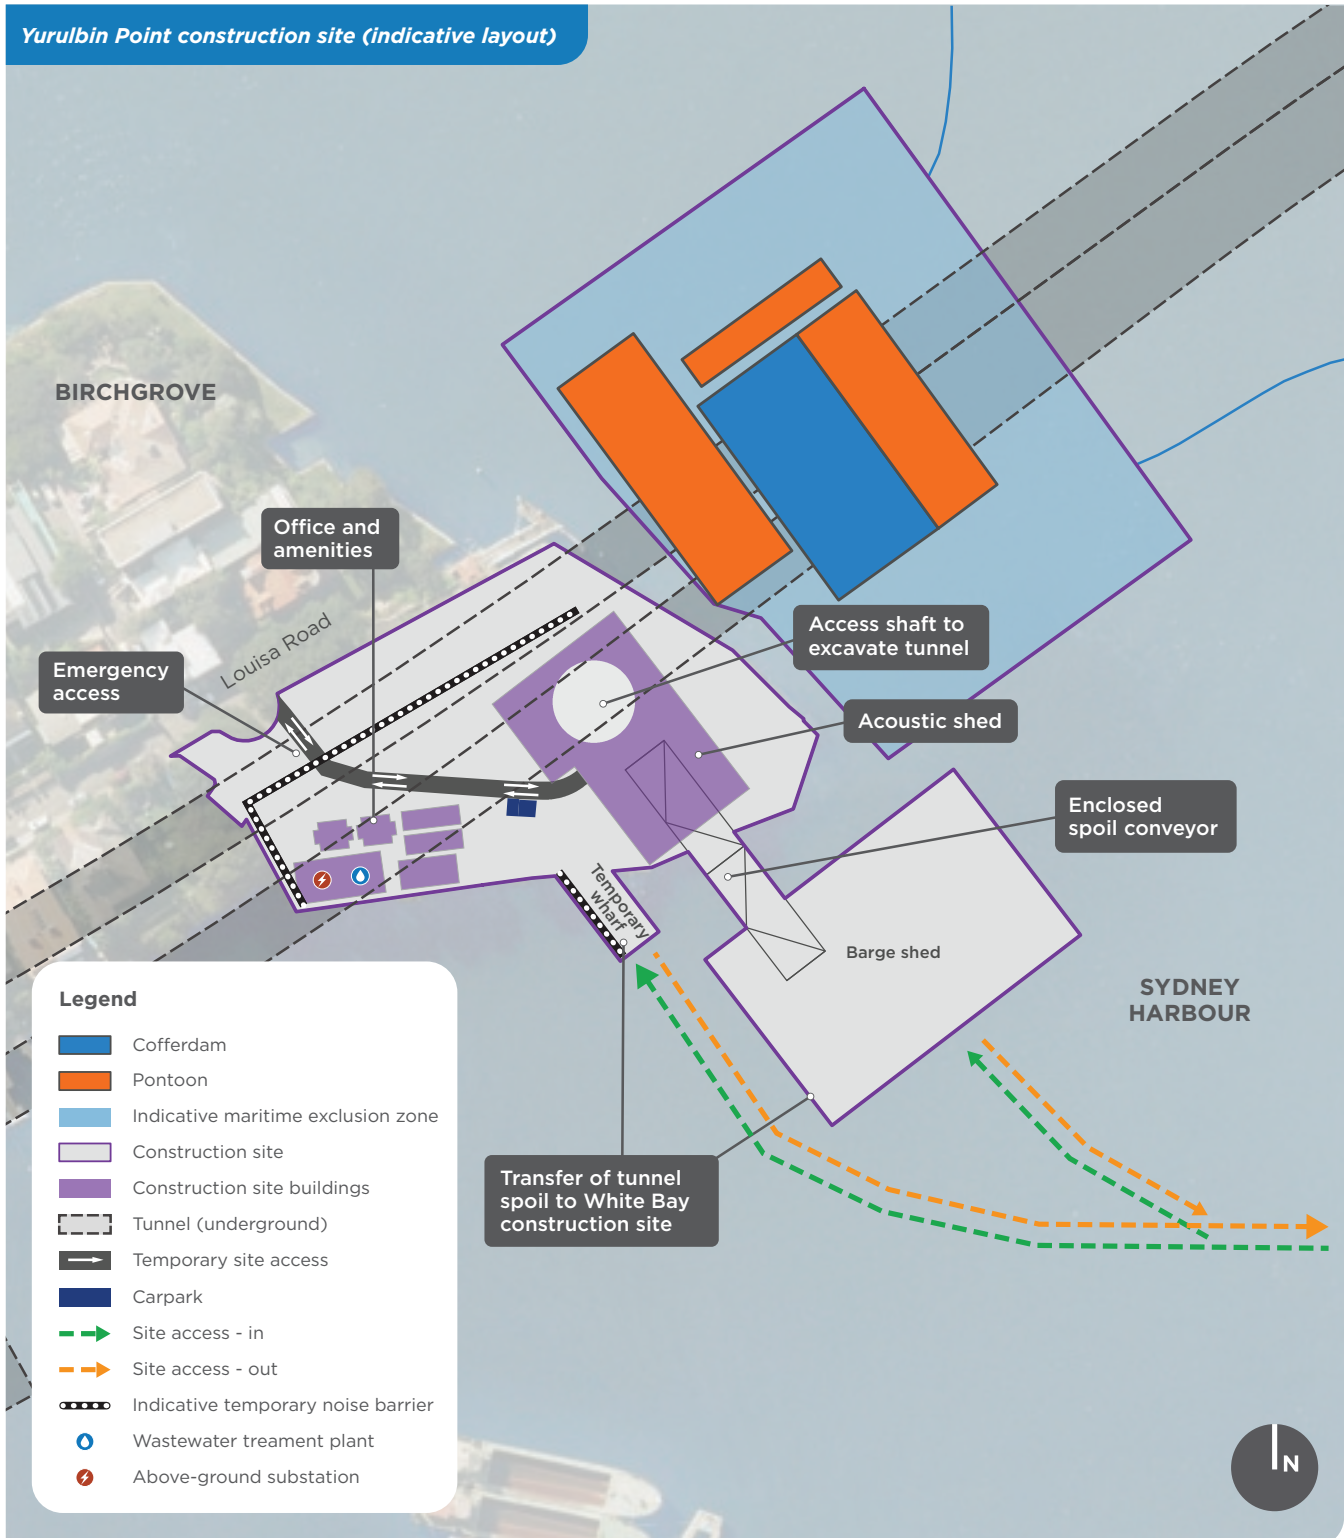 Yurulbin Point construction site (indicative layout)
BIRCHGROVE
Office and
amenities
Louisa Road
Emergency
access
Access shaft to
excavate tunnel
Acoustic shed
Enclosed
spoil conveyor
Temporary
wharf
Barge shed
SYDNEY
HARBOUR
Transfer of tunnel
spoil to White Bay
construction site
Legend
Cofferdam
Pontoon
Indicative maritime exclusion zone
Construction site
Construction site buildings
Tunnel (underground)
Temporary site access
Carpark
Site access - in
Site access - out
Indicative temporary noise barrier
Wastewater treament plant
Above-ground substation
N